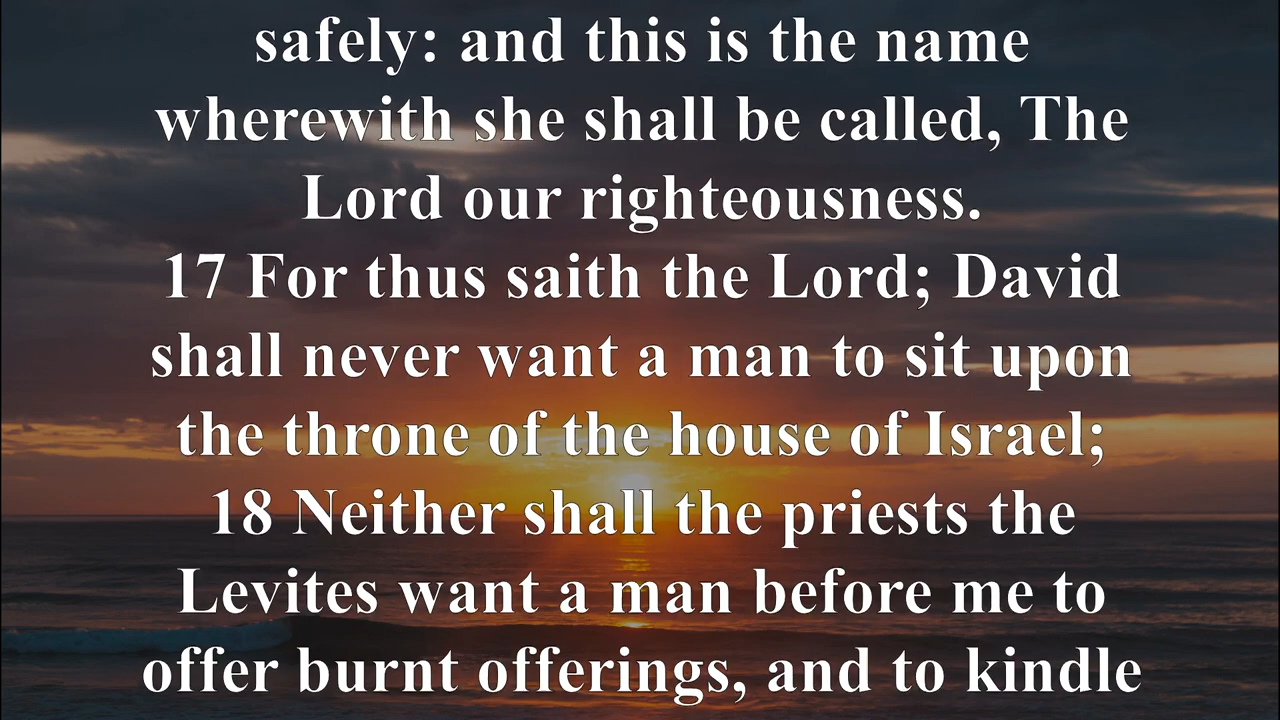 safely: and this is the name
wherewith she shall be called, The
Lord our righteousness.
17 For thus saith the Lord; David
shall never want a man to sit upon
the throne of the house of Israel;
18 Neither shall the priests the
Levites want a man before me to
offer burnt offerings, and to kindle